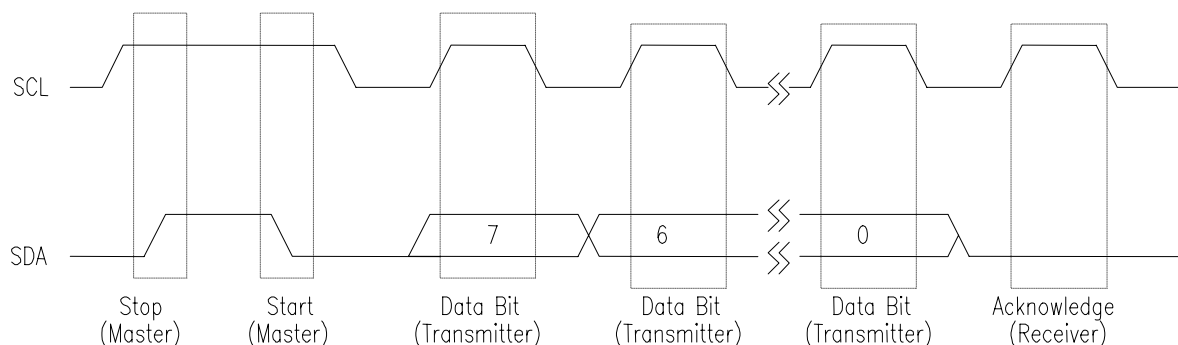 SCL
7
6
0
SDA
Stop
(Master)
Start
(Master)
Data Bit
(Transmitter)
Data Bit
(Transmitter)
Data Bit
(Transmitter)
Acknowledge
(Receiver)